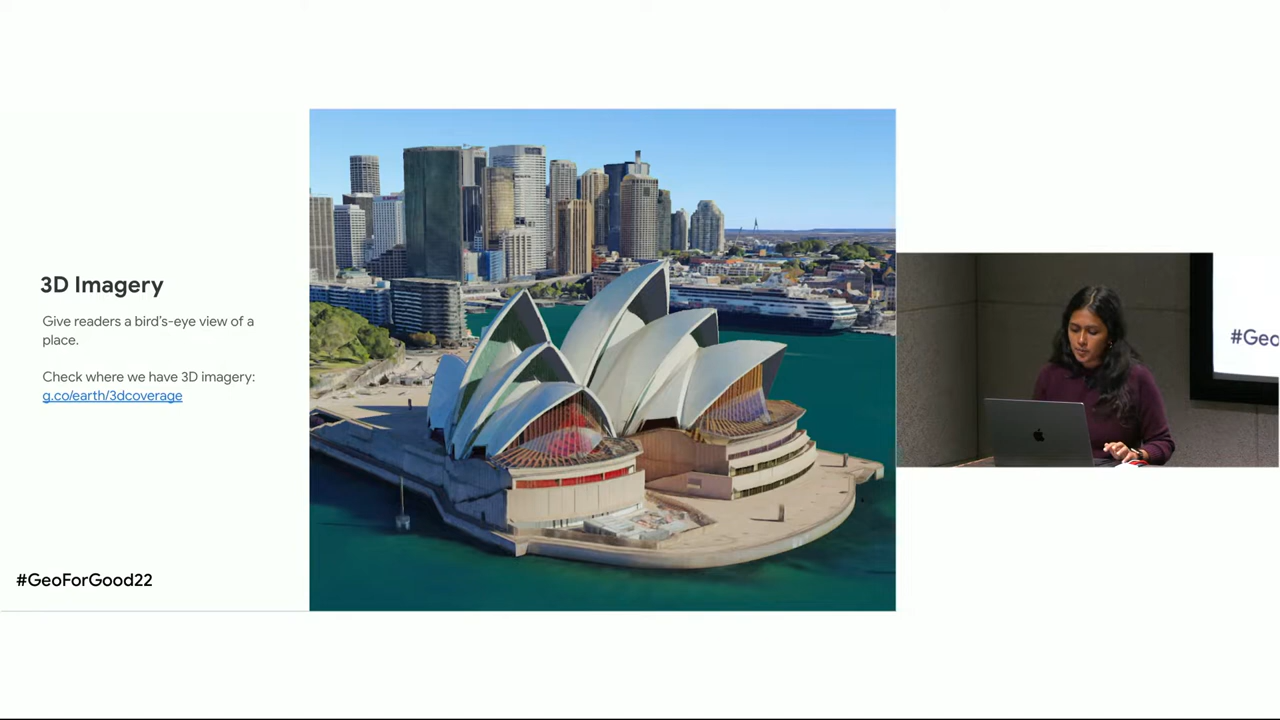 3D Imagery
Give readers a bird's-eye view of a
place.
Check where we have 3D imagery:
g.co/earth/3dcoverage
#GeoForGood22
#Geo